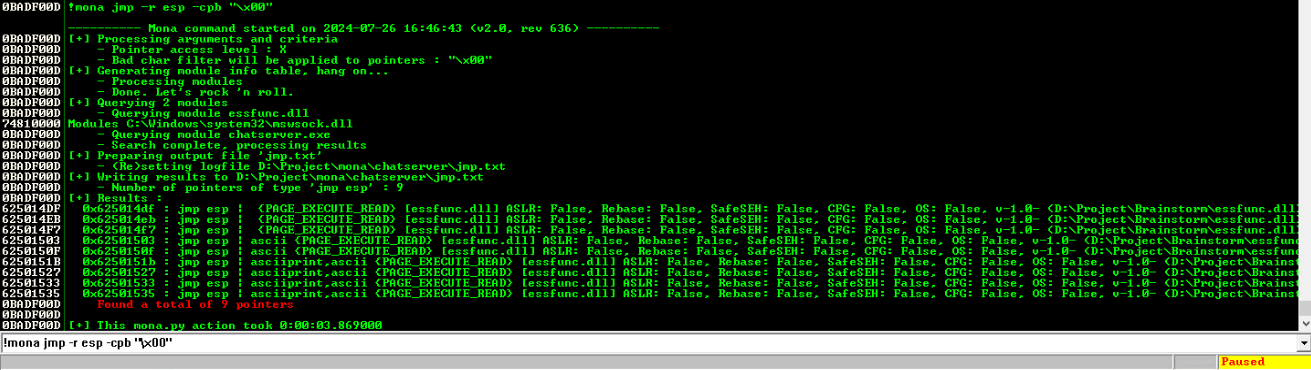 0BADF00D !mona jmp -r esp -cpb "\x00"
---------- Mona command started on 2024-07-26 16:46:43 (v2.0, rev 636) ----------
0BADF00D [+] Processing arguments and criteria
0BADF00D - Pointer access level : X
0BADF00D - Bad char filter will be applied to pointers : "\x00"
0BADF00D [+] Generating module info table, hang on...
0BADF00D - Processing modules
0BADF00D - Done. Let's rock 'n roll.
0BADF00D [+] Querying 2 modules
0BADF00D - Querying module essfunc.dll
74810000 Modules C:\Windows\system32\mswsock.dll
0BADF00D - Querying module chatserver.exe
0BADF00D - Search complete, processing results
0BADF00D [+] Preparing output file 'jmp.txt'
0BADF00D - (Re)setting logfile D:\Project\mona\chatserver\jmp.txt
0BADF00D [+] Writing results to D:\Project\mona\chatserver\jmp.txt
0BADF00D - Number of pointers of type 'jmp esp' : 9
0BADF00D [+] Results :
625014DF 0x625014df : jmp esp | {PAGE_EXECUTE_READ} [essfunc.dll] ASLR: False, Rebase: False, SafeSEH: False, CFG: False, OS: False, v-1.0- (D:\Project\Brainstorm\essfunc.dll)
625014EB 0x625014eb : jmp esp | {PAGE_EXECUTE_READ} [essfunc.dll] ASLR: False, Rebase: False, SafeSEH: False, CFG: False, OS: False, v-1.0- (D:\Project\Brainstorm\essfunc.dll)
625014F7 0x625014f7 : jmp esp | {PAGE_EXECUTE_READ} [essfunc.dll] ASLR: False, Rebase: False, SafeSEH: False, CFG: False, OS: False, v-1.0- (D:\Project\Brainstorm\essfunc.dll)
62501503 0x62501503 : jmp esp | ascii {PAGE_EXECUTE_READ} [essfunc.dll] ASLR: False, Rebase: False, SafeSEH: False, CFG: False, OS: False, v-1.0- (D:\Project\Brainstorm\essfunc
6250150F 0x6250150f : jmp esp | ascii {PAGE_EXECUTE_READ} [essfunc.dll] ASLR: False, Rebase: False, SafeSEH: False, CFG: False, OS: False, v-1.0- (D:\Project\Brainstorm\essfunc
6250151B 0x6250151b : jmp esp | asciiprint,ascii {PAGE_EXECUTE_READ} [essfunc.dll] ASLR: False, Rebase: False, SafeSEH: False, CFG: False, OS: False, v-1.0- (D:\Project\Brainst
62501527 0x62501527 : jmp esp | asciiprint,ascii {PAGE_EXECUTE_READ} [essfunc.dll] ASLR: False, Rebase: False, SafeSEH: False, CFG: False, OS: False, v-1.0- (D:\Project\Brainst
62501533 0x62501533 : jmp esp | asciiprint,ascii {PAGE_EXECUTE_READ} [essfunc.dll] ASLR: False, Rebase: False, SafeSEH: False, CFG: False, OS: False, v-1.0- (D:\Project\Brainst
62501535 0x62501535 : jmp esp | asciiprint,ascii {PAGE_EXECUTE_READ} [essfunc.dll] ASLR: False, Rebase: False, SafeSEH: False, CFG: False, OS: False, v-1.0- (D:\Project\Brainst
0BADF00D Found a total of 9 pointers
0BADF00D
0BADF00D [+] This mona.py action took 0:00:03.869000
!mona jmp -r esp -cpb "\x00"
Paused